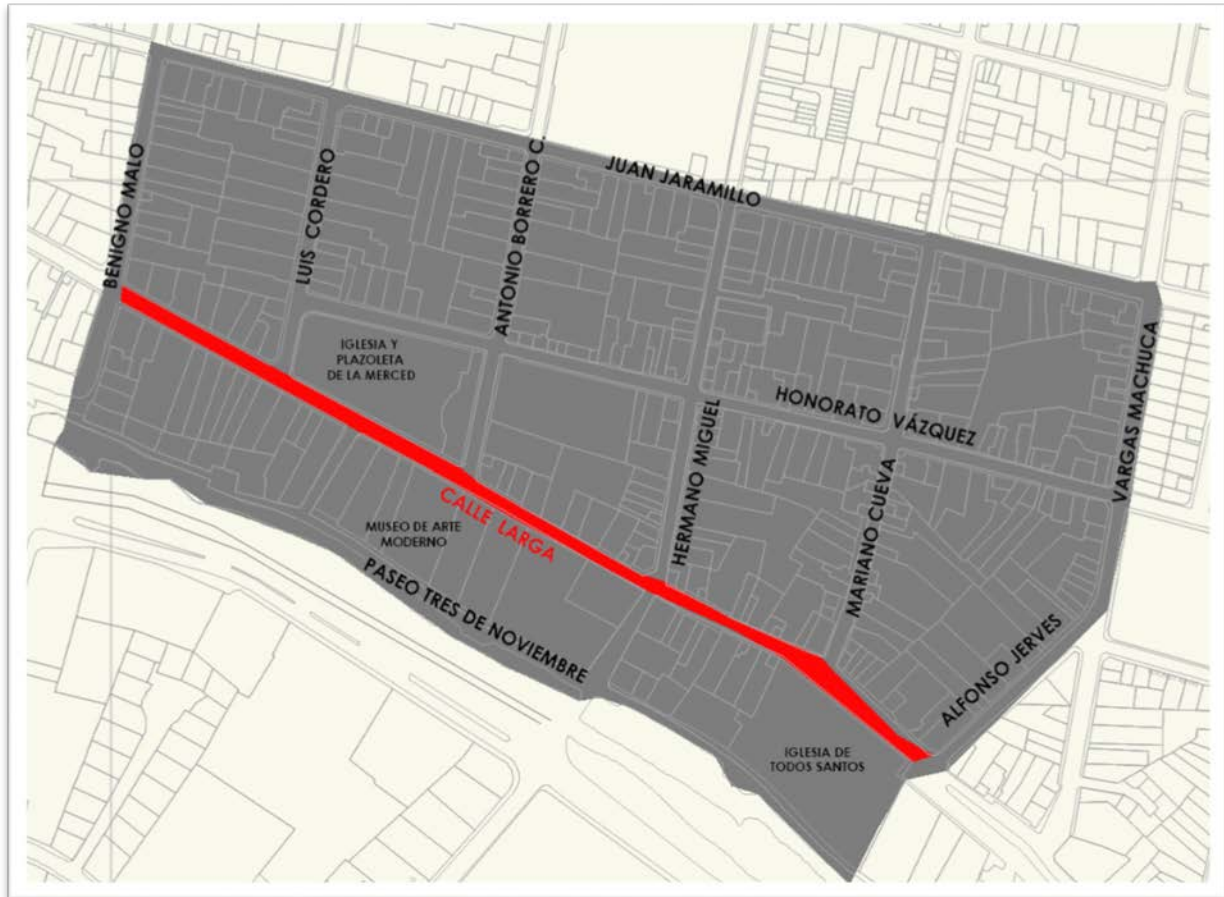 JUAN JARAMILLO
BENIGNO MALO
LUIS CORDERO
ANTONIO BORRERO C.
IGLESIA Y
PLAZOLETA
DE LA MERCED
HONORATO VÁZQUEZ
VARGAS MACHUCA
HERMANO MIGUEL
MARIANO CUEVA
CALLE LARGA
MUSEO DE ARTE
MODERNO
PASEO TRES DE NOVIEMBRE
ALFONSO JERVES
IGLESIA DE
TODOS SANTOS